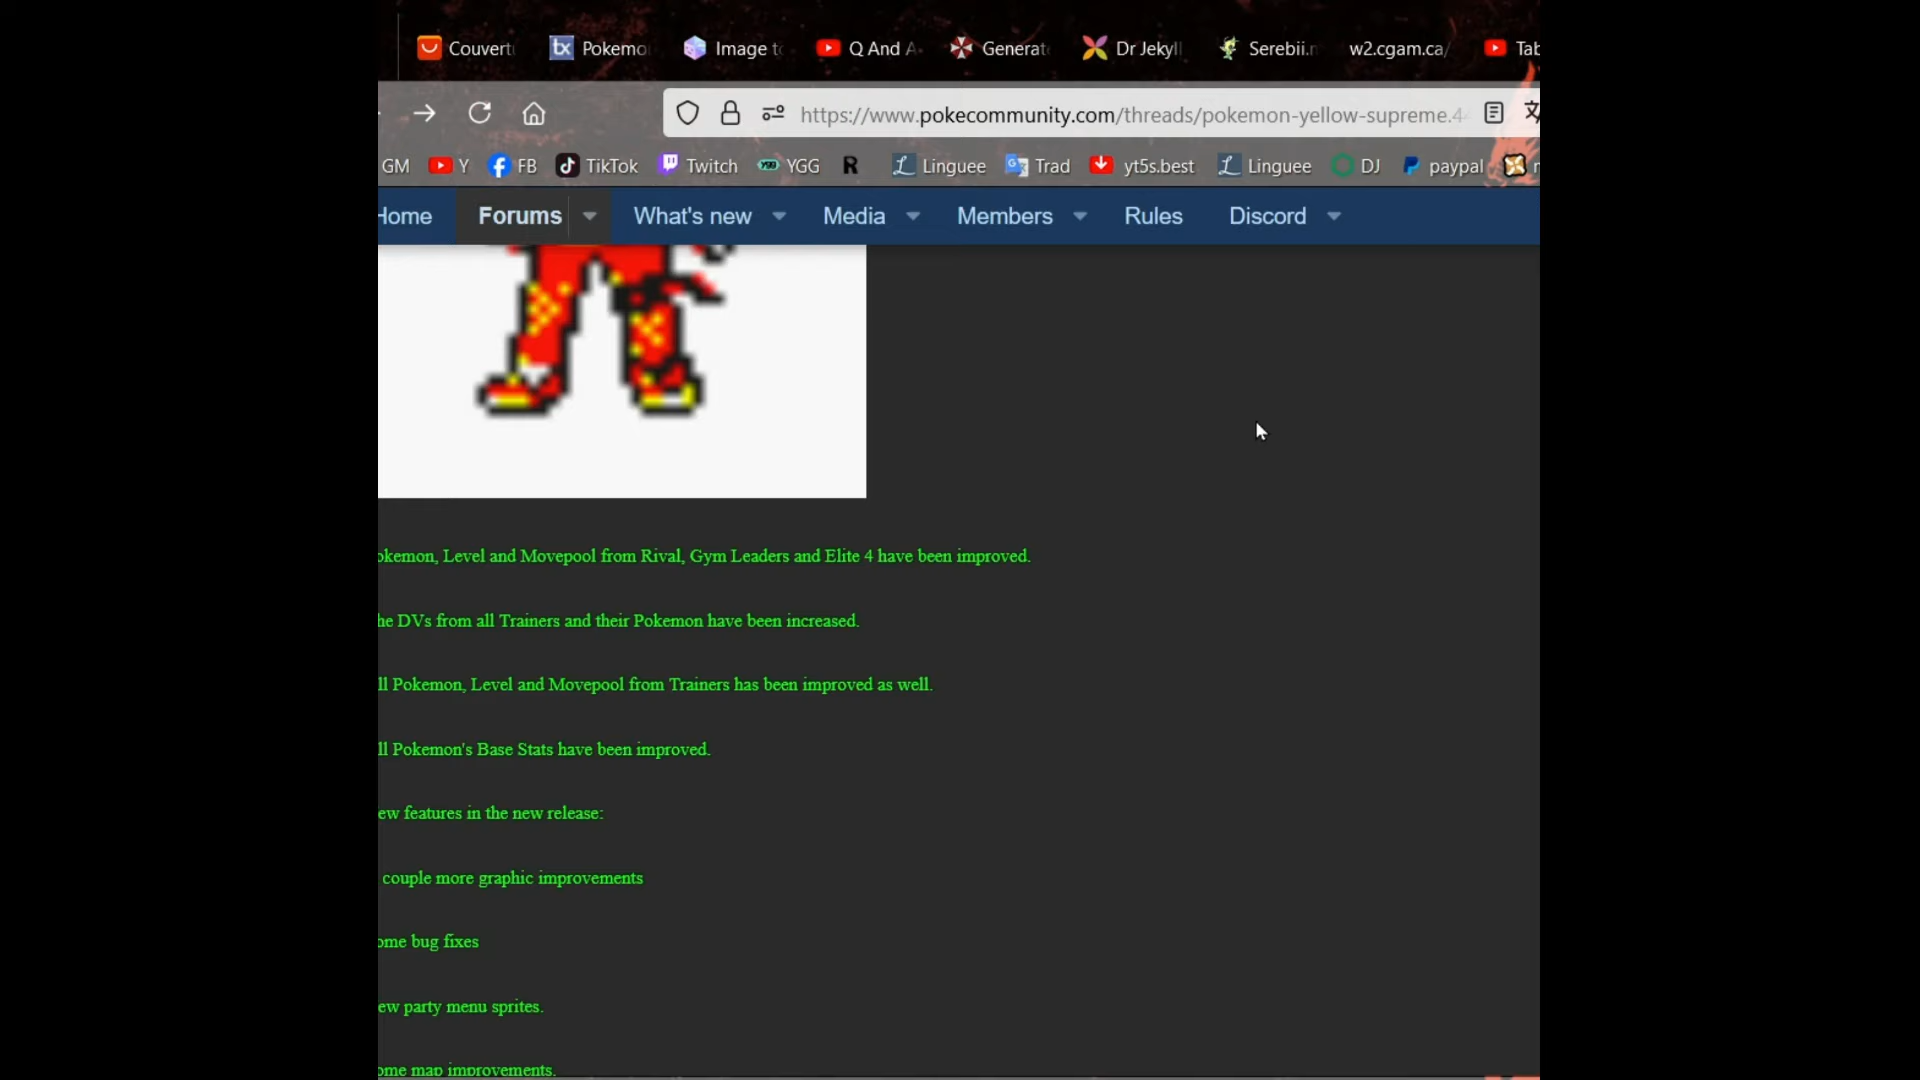 Couvert
Pokemo
Image to
Q And A
Generat
Dr Jekyll
Serebii.n
w2.cgam.ca/
Tab
https://www.pokecommunity.com/threads/pokemon-yellow-supreme.4
GM
Y
FB
TikTok
Twitch
YGG
R
Linguee
Trad
yt5s.best
Linguee
DJ
paypal
Home
Forums
What's new
Media
Members
Rules
Discord
okemon, Level and Movepool from Rival, Gym Leaders and Elite 4 have been improved.
he DVs from all Trainers and their Pokemon have been increased.
ll Pokemon, Level and Movepool from Trainers has been improved as well.
ll Pokemon's Base Stats have been improved.
ew features in the new release:
couple more graphic improvements
ome bug fixes
ew party menu sprites.
ome map improvements.